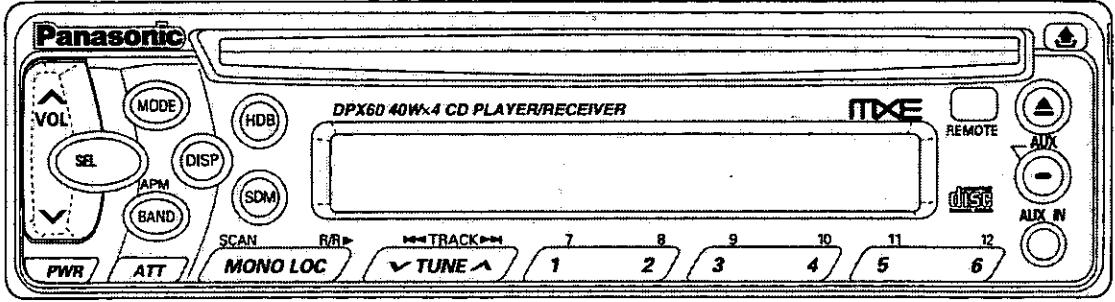 Panasonic
VOL
MODE
HDB
DPX60 40W×4 CD PLAYER/RECEIVER
MXE
REMOTE
AUX
SEL
DISP
APM
BAND
SDM
disc
AUX IN
SCAN R/R
TRACK
7 8 9 10 11 12
PWR ATT MONO LOC TUNE 1 2 3 4 5 6